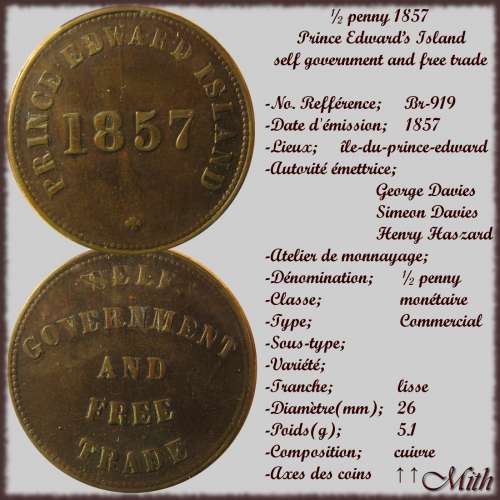 ½ penny 1857
Prince Edward's Island
self government and free trade
PRINCE EDWARD ISLAND
1857
SELF
GOVERNMENT
AND
FREE
TRADE
-No. Refférence; Br-919
-Date d'émission; 1857
-Lieux; île-du-prince-edward
-Autorité émettrice;
George Davies
Simeon Davies
Henry Haszard
-Atelier de monnayage;
-Dénomination; ½ penny
-Classe; monétaire
-Type; Commercial
-Sous-type;
-Variété;
-Tranche; lisse
-Diamètre(mm); 26
-Poids(g); 5.1
-Composition; cuivre
-Axes des coins ↑↑
Mith